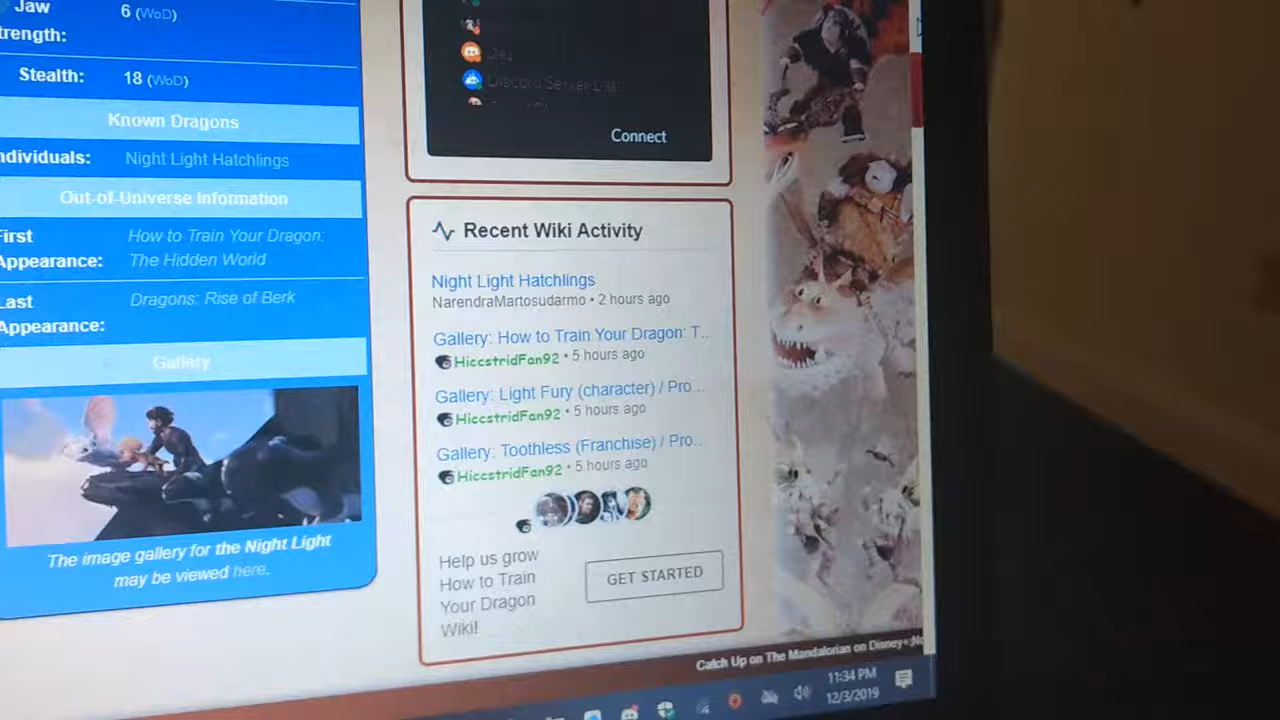 Jaw
trength:
6 (WoD)
Stealth:
18 (WoD)
Known Dragons
ndividuals:
Night Light Hatchlings
Out-of-Universe Information
First
Appearance:
How to Train Your Dragon:
The Hidden World
Last
Appearance:
Dragons: Rise of Berk
Gallery
The image gallery for the Night Light
may be viewed here.
Discord Server List
Connect
Recent Wiki Activity
Night Light Hatchlings
NarendraMartosudarmo • 2 hours ago
Gallery: How to Train Your Dragon: T...
HiccstridFan92 • 5 hours ago
Gallery: Light Fury (character) / Pro...
HiccstridFan92 • 5 hours ago
Gallery: Toothless (Franchise) / Pro...
HiccstridFan92 • 5 hours ago
Help us grow
How to Train
Your Dragon
Wiki!
GET STARTED
Catch Up on The Mandalorian on Disney+
11:34 PM
12/3/2019